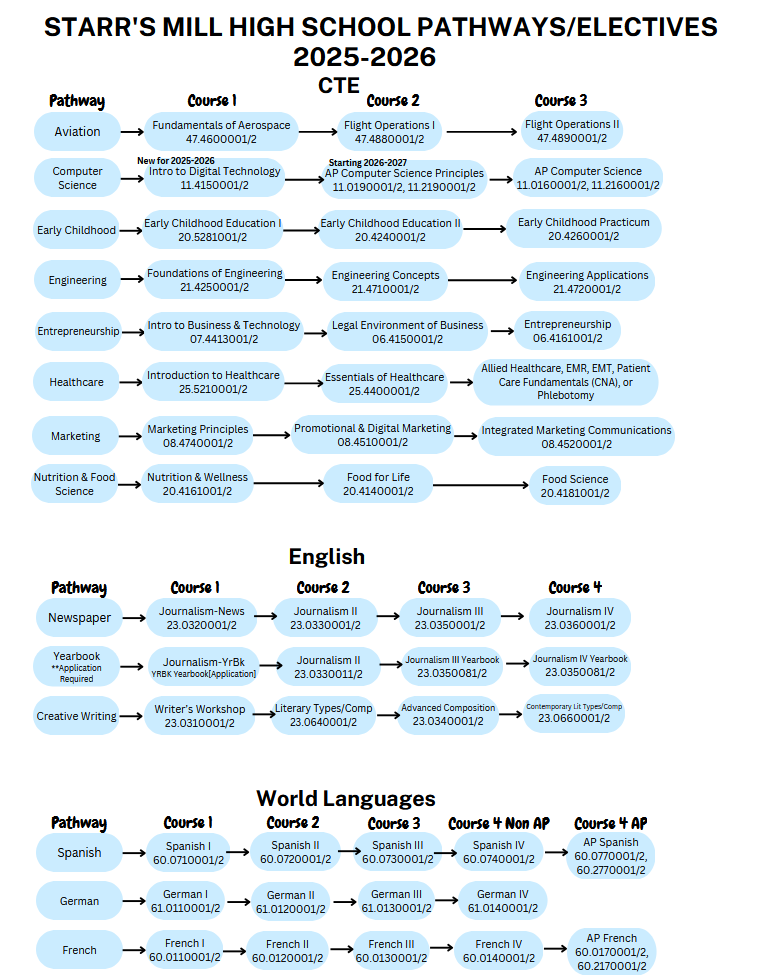 STARR'S MILL HIGH SCHOOL PATHWAYS/ELECTIVES
2025-2026
CTE
Pathway Course 1 Course 2 Course 3
Aviation
Fundamentals of Aerospace
47.4600001/2
Flight Operations I
47.4880001/2
Flight Operations II
47.4890001/2
Computer
Science
New for 2025-2026
Intro to Digital Technology
11.4150001/2
Starting 2026-2027
AP Computer Science Principles
11.0190001/2, 11.2190001/2
AP Computer Science
11.0160001/2, 11.2160001/2
Early Childhood
Early Childhood Education I
20.5281001/2
Early Childhood Education II
20.4240001/2
Early Childhood Practicum
20.4260001/2
Engineering
Foundations of Engineering
21.4250001/2
Engineering Concepts
21.4710001/2
Engineering Applications
21.4720001/2
Entrepreneurship
Intro to Business & Technology
07.4413001/2
Legal Environment of Business
06.4150001/2
Entrepreneurship
06.4161001/2
Healthcare
Introduction to Healthcare
25.5210001/2
Essentials of Healthcare
25.4400001/2
Allied Healthcare, EMR, EMT, Patient
Care Fundamentals (CNA), or
Phlebotomy
Marketing
Marketing Principles
08.4740001/2
Promotional & Digital Marketing
08.4510001/2
Integrated Marketing Communications
08.4520001/2
Nutrition & Food
Science
Nutrition & Wellness
20.4161001/2
Food for Life
20.4140001/2
Food Science
20.4181001/2
English
Pathway Course 1 Course 2 Course 3 Course 4
Newspaper
Journalism-News
23.0320001/2
Journalism II
23.0330001/2
Journalism III
23.0350001/2
Journalism IV
23.0360001/2
Yearbook
**Application
Required
Journalism-YrBk
YRBK Yearbook[Application]
Journalism II
23.0330011/2
Journalism III Yearbook
23.0350081/2
Journalism IV Yearbook
23.0350081/2
Creative Writing
Writer's Workshop
23.0310001/2
Literary Types/Comp
23.0640001/2
Advanced Composition
23.0340001/2
Contemporary Lit Types/Comp
23.0660001/2
World Languages
Pathway Course 1 Course 2 Course 3 Course 4 Non AP Course 4 AP
Spanish
Spanish I
60.0710001/2
Spanish II
60.0720001/2
Spanish III
60.0730001/2
Spanish IV
60.0740001/2
AP Spanish
60.0770001/2,
60.2770001/2
German
German I
61.0110001/2
German II
61.0120001/2
German III
61.0130001/2
German IV
61.0140001/2
French
French I
60.0110001/2
French II
60.0120001/2
French III
60.0130001/2
French IV
60.0140001/2
AP French
60.0170001/2,
60.2170001/2